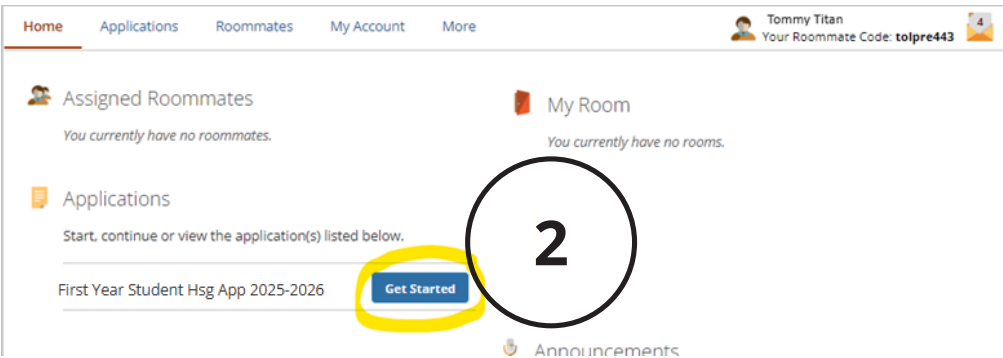 Home Applications Roommates My Account More
Tommy Titan
Your Roommate Code: tolpre443
4
Assigned Roommates
You currently have no roommates.
My Room
You currently have no rooms.
Applications
Start, continue or view the application(s) listed below.
First Year Student Hsg App 2025-2026 Get Started
2
Announcements